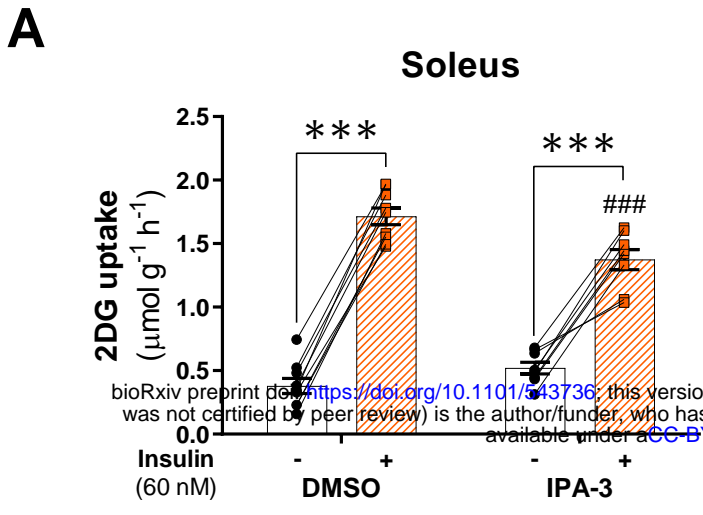 A
Soleus
2DG uptake
(μmol g⁻¹ h⁻¹)
2.5
2.0
1.5
1.0
0.5
0.0
***
***
###
bioRxiv preprint doi: https://doi.org/10.1101/543736; this versio
was not certified by peer review) is the author/funder, who has
available under aCC-BY
Insulin - + - +
(60 nM) DMSO IPA-3